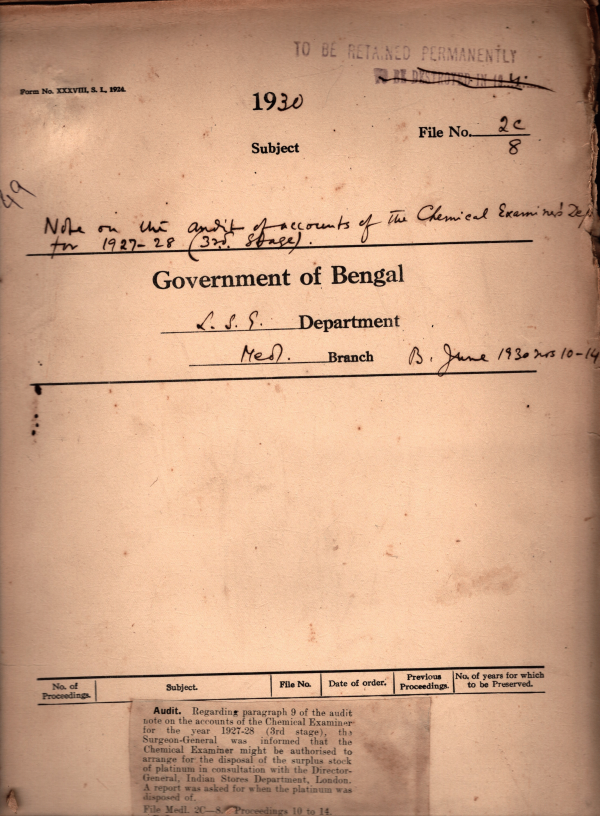 TO BE RETAINED PERMANENTLY
TO BE DESTROYED IN
Form No. XXXVIII, S. I., 1924.
1930
File No. 2C/8
Subject
49
Note on the audit of accounts of the Chemical Examiner's Dep
for 1927-28 (3rd. Stage).
Government of Bengal
L. S. G. Department
Medl. Branch B. June 1930 nos 10-14
No. of Proceedings. Subject. File No. Date of order. Previous Proceedings. No. of years for which to be Preserved.
Audit. Regarding paragraph 9 of the audit
note on the accounts of the Chemical Examiner
for the year 1927-28 (3rd stage), the
Surgeon-General was informed that the
Chemical Examiner might be authorised to
arrange for the disposal of the surplus stock
of platinum in consultation with the Director-
General, Indian Stores Department, London.
A report was asked for when the platinum was
disposed of.
File Medl. 2C—8. Proceedings 10 to 14.